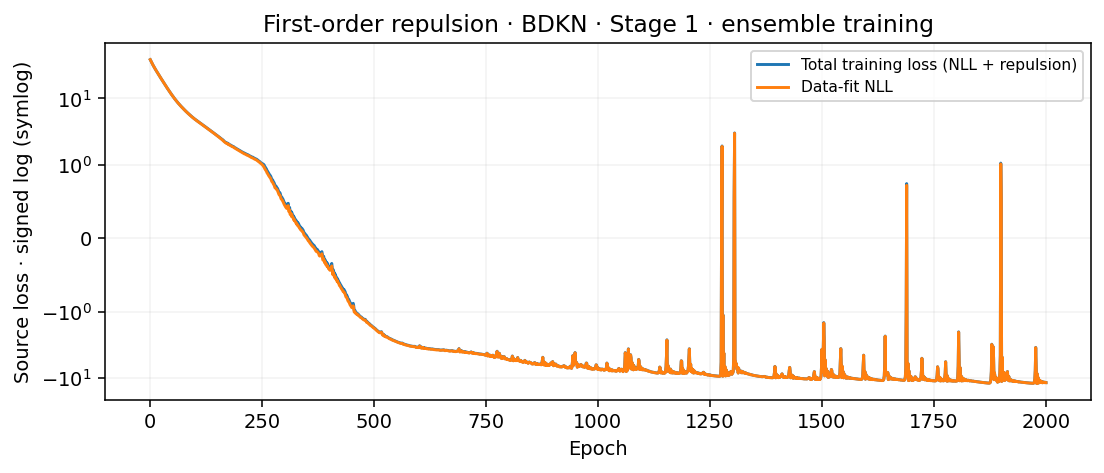 First-order repulsion · BDKN · Stage 1 · ensemble training
Total training loss (NLL + repulsion)
Data-fit NLL
Source loss · signed log (symlog)
10¹
10⁰
0
−10⁰
−10¹
0 250 500 750 1000 1250 1500 1750 2000
Epoch